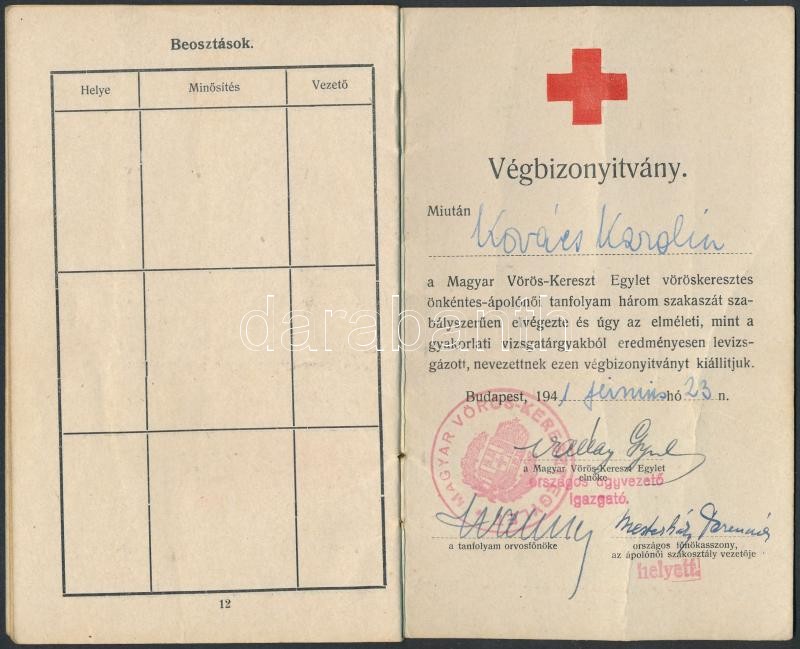 Beosztások.
Helye Minősítés Vezető
12
Végbizonyitvány.
Miután Kovács Karolin
a Magyar Vörös-Kereszt Egylet vöröskeresztes
önkéntes-ápolónői tanfolyam három szakaszát sza-
bályszerűen elvégezte és úgy az elméleti, mint a
gyakorlati vizsgatárgyakból eredményesen levizs-
gázott, nevezettnek ezen végbizonyitványt kiállitjuk.
Budapest, 1941 junius hó 23 n.
MAGYAR VÖRÖS-KERESZT EGYLET
a Magyar Vörös-Kereszt Egylet
elnöke
országos ügyvezető
igazgató.
a tanfolyam orvosfőnöke
országos főnökasszony,
az ápolónői szakosztály vezetője
helyett.
darabanth